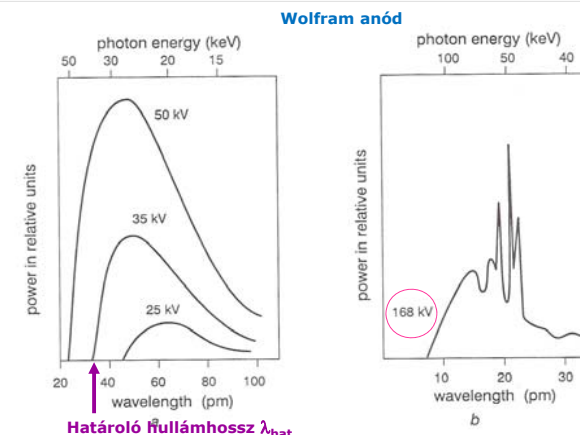 Wolfram anód
photon energy (keV)
50 30 20 15
50 kV
35 kV
25 kV
power in relative units
20 40 60 80 100
wavelength (pm)
Határoló hullámhossz λhat
photon energy (keV)
100 50 40
168 kV
power in relative units
10 20 30
wavelength (pm)
b